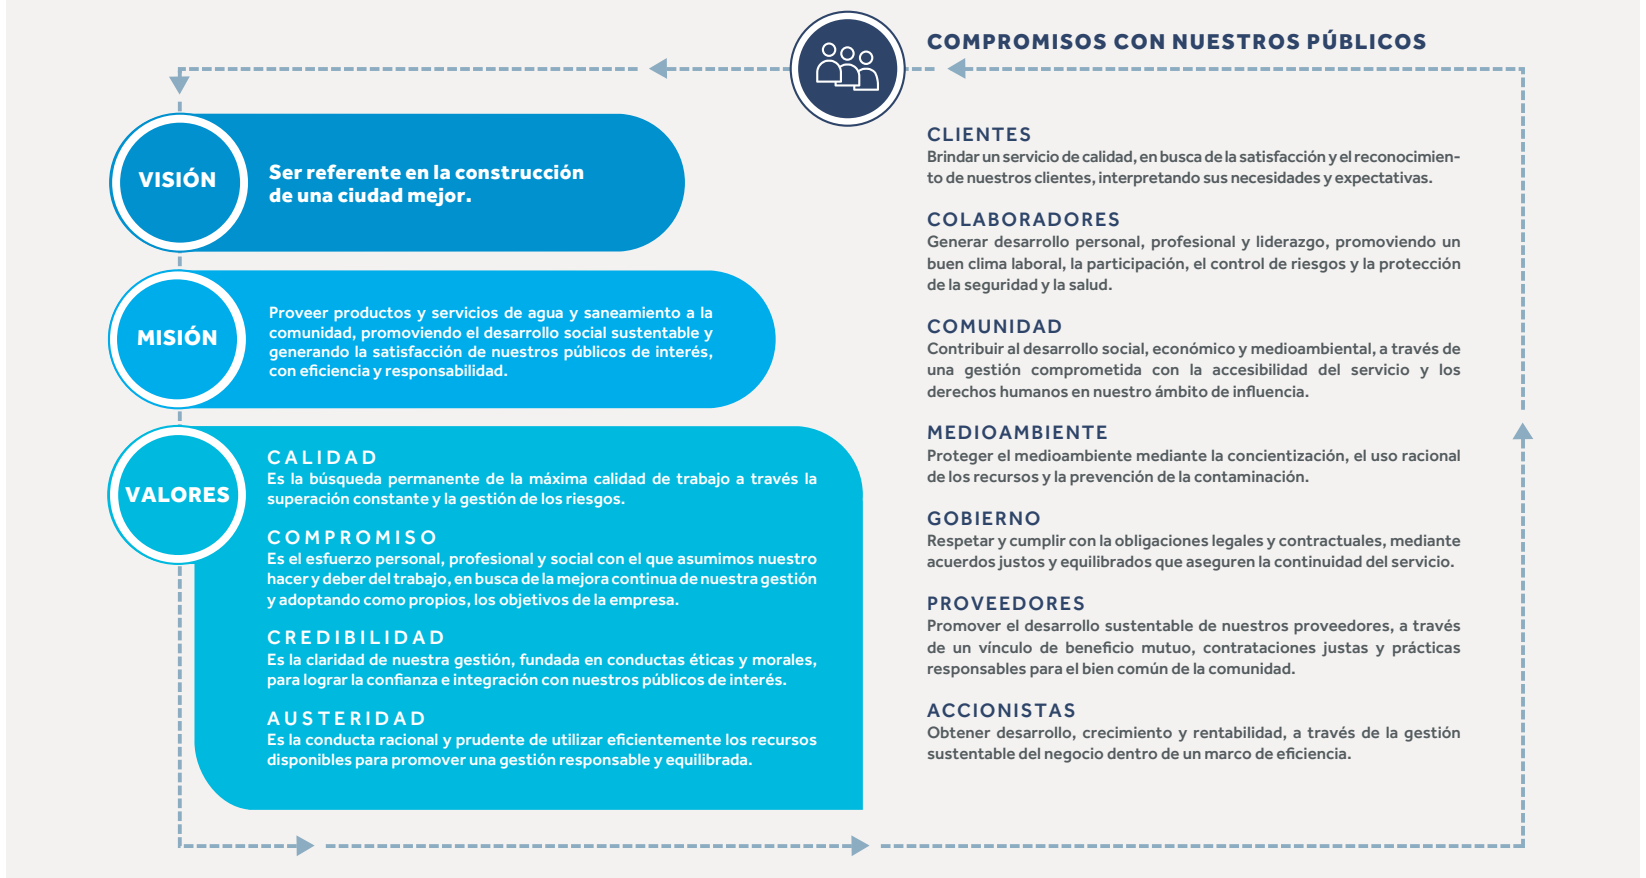 COMPROMISOS CON NUESTROS PÚBLICOS
VISIÓN
Ser referente en la construcción
de una ciudad mejor.
MISIÓN
Proveer productos y servicios de agua y saneamiento a la
comunidad, promoviendo el desarrollo social sustentable y
generando la satisfacción de nuestros públicos de interés,
con eficiencia y responsabilidad.
VALORES
CALIDAD
Es la búsqueda permanente de la máxima calidad de trabajo a través la
superación constante y la gestión de los riesgos.
COMPROMISO
Es el esfuerzo personal, profesional y social con el que asumimos nuestro
hacer y deber del trabajo, en busca de la mejora continua de nuestra gestión
y adoptando como propios, los objetivos de la empresa.
CREDIBILIDAD
Es la claridad de nuestra gestión, fundada en conductas éticas y morales,
para lograr la confianza e integración con nuestros públicos de interés.
AUSTERIDAD
Es la conducta racional y prudente de utilizar eficientemente los recursos
disponibles para promover una gestión responsable y equilibrada.
CLIENTES
Brindar un servicio de calidad, en busca de la satisfacción y el reconocimien-
to de nuestros clientes, interpretando sus necesidades y expectativas.
COLABORADORES
Generar desarrollo personal, profesional y liderazgo, promoviendo un
buen clima laboral, la participación, el control de riesgos y la protección
de la seguridad y la salud.
COMUNIDAD
Contribuir al desarrollo social, económico y medioambiental, a través de
una gestión comprometida con la accesibilidad del servicio y los
derechos humanos en nuestro ámbito de influencia.
MEDIOAMBIENTE
Proteger el medioambiente mediante la concientización, el uso racional
de los recursos y la prevención de la contaminación.
GOBIERNO
Respetar y cumplir con la obligaciones legales y contractuales, mediante
acuerdos justos y equilibrados que aseguren la continuidad del servicio.
PROVEEDORES
Promover el desarrollo sustentable de nuestros proveedores, a través
de un vínculo de beneficio mutuo, contrataciones justas y prácticas
responsables para el bien común de la comunidad.
ACCIONISTAS
Obtener desarrollo, crecimiento y rentabilidad, a través de la gestión
sustentable del negocio dentro de un marco de eficiencia.